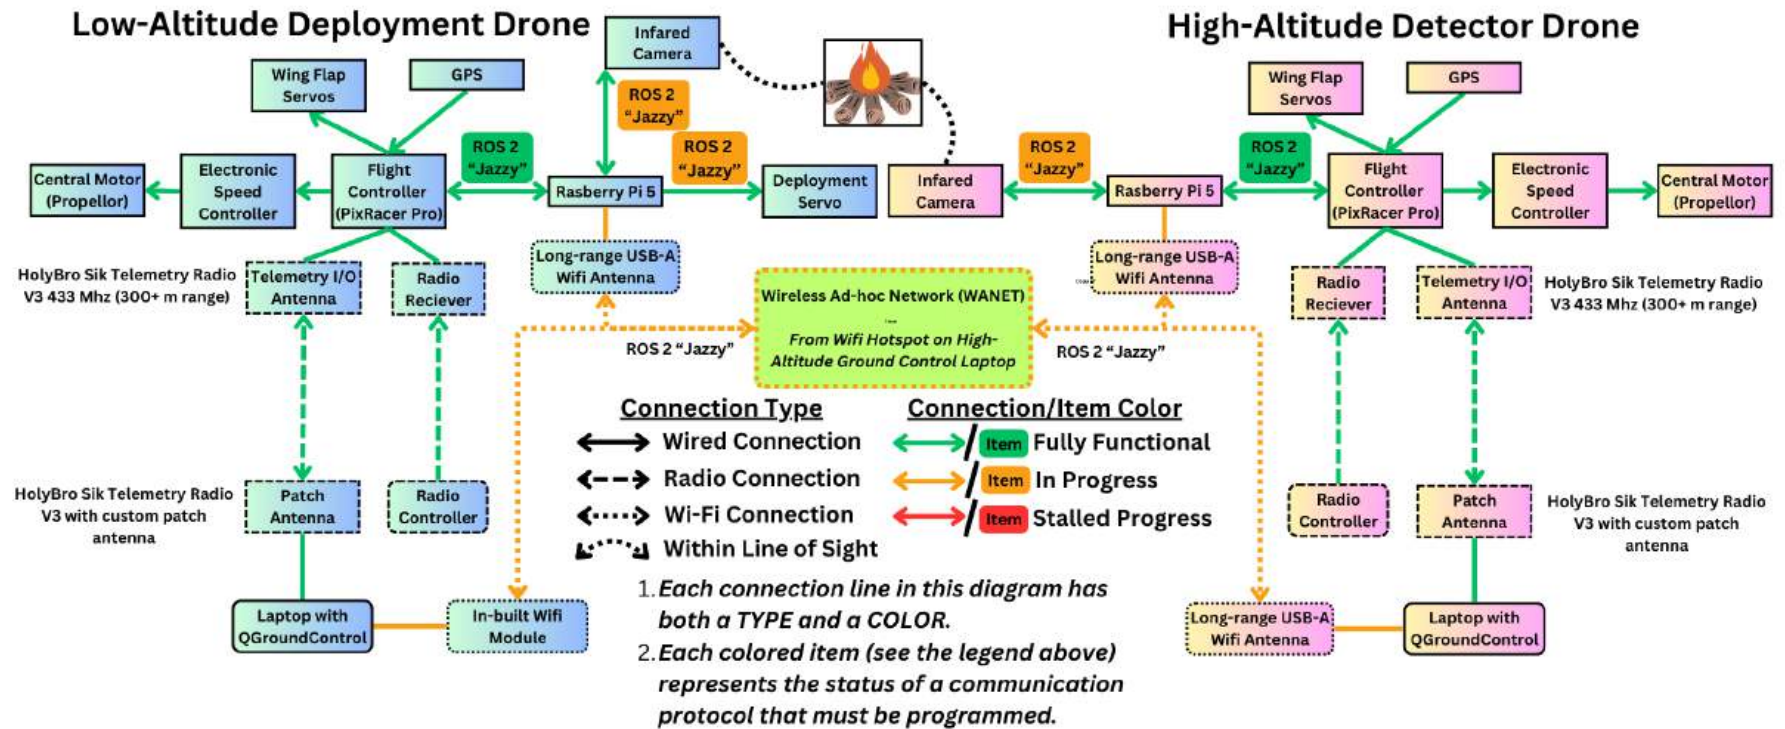 Low-Altitude Deployment Drone
High-Altitude Detector Drone
Infared
Camera
Wing Flap
Servos
GPS
ROS 2
“Jazzy”
ROS 2
“Jazzy”
ROS 2
“Jazzy”
Central Motor
(Propellor)
Electronic
Speed
Controller
Flight
Controller
(PixRacer Pro)
Rasberry Pi 5
Deployment
Servo
Long-range USB-A
Wifi Antenna
HolyBro Sik Telemetry Radio
V3 433 Mhz (300+ m range)
Telemetry I/O
Antenna
Radio
Reciever
HolyBro Sik Telemetry Radio
V3 with custom patch
antenna
Patch
Antenna
Radio
Controller
Laptop with
QGroundControl
In-built Wifi
Module
ROS 2 “Jazzy”
Wireless Ad-hoc Network (WANET)
From Wifi Hotspot on High-
Altitude Ground Control Laptop
ROS 2 “Jazzy”
Wing Flap
Servos
GPS
ROS 2
“Jazzy”
ROS 2
“Jazzy”
Infared
Camera
Rasberry Pi 5
Flight
Controller
(PixRacer Pro)
Electronic
Speed
Controller
Central Motor
(Propellor)
Long-range USB-A
Wifi Antenna
Radio
Reciever
Telemetry I/O
Antenna
HolyBro Sik Telemetry Radio
V3 433 Mhz (300+ m range)
Radio
Controller
Patch
Antenna
HolyBro Sik Telemetry Radio
V3 with custom patch
antenna
Long-range USB-A
Wifi Antenna
Laptop with
QGroundControl
Connection Type
Wired Connection
Radio Connection
Wi-Fi Connection
Within Line of Sight
Connection/Item Color
/ Item Fully Functional
/ Item In Progress
/ Item Stalled Progress
1. Each connection line in this diagram has
both a TYPE and a COLOR.
2. Each colored item (see the legend above)
represents the status of a communication
protocol that must be programmed.